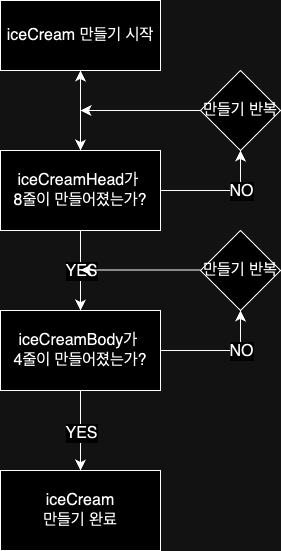 iceCream 만들기 시작
만들기 반복
iceCreamHead가
8줄이 만들어졌는가?
NO
YES
만들기 반복
iceCreamBody가
4줄이 만들어졌는가?
NO
YES
iceCream
만들기 완료